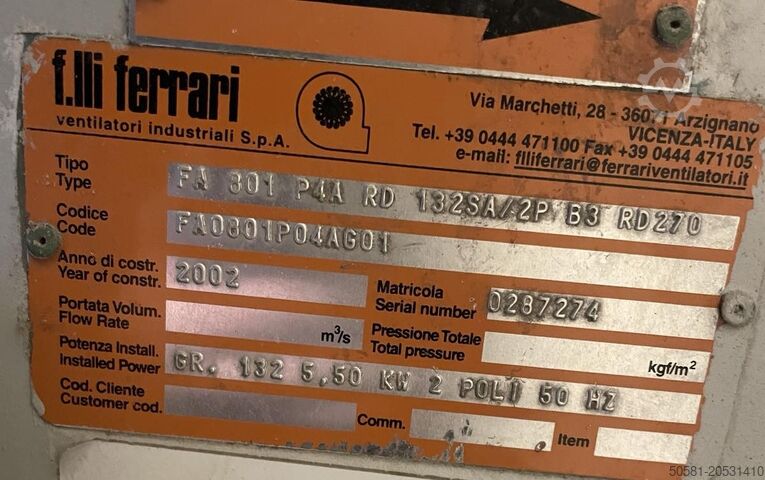 f.lli ferrari
ventilatori industriali S.p.A.
Via Marchetti, 28 - 36071 Arzignano
VICENZA-ITALY
Tel. +39 0444 471100 Fax +39 0444 471105
e-mail: flliferrari@ferrariventilatori.it
Tipo
Type
FA 801 P4A RD 132SA/2P B3 RD270
Codice
Code
FA0801P04AG01
Anno di costr.
Year of constr.
2002
Matricola
Serial number
0287274
Portata Volum.
Flow Rate
m³/s
Pressione Totale
Total pressure
kgf/m²
Potenza Install.
Installed Power
GR. 132 5,50 KW 2 POLI 50 HZ
Cod. Cliente
Customer cod.
Comm.
Item
50581-20531410